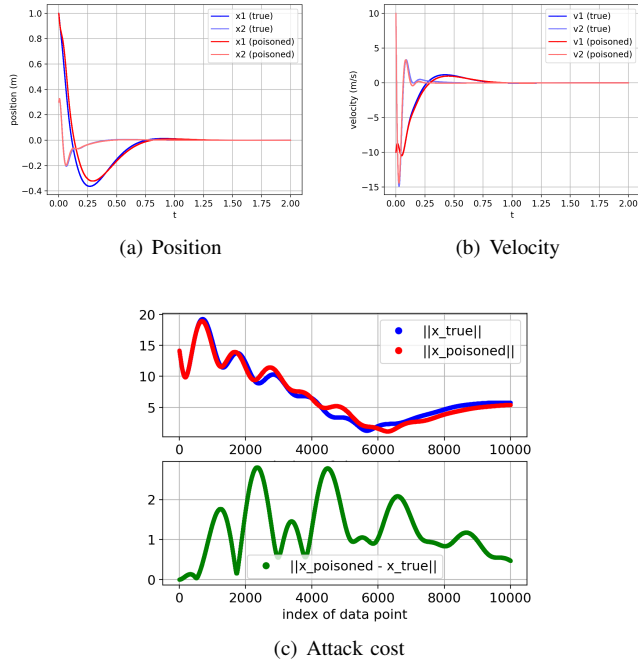 x1 (true)
x2 (true)
x1 (poisoned)
x2 (poisoned)
position (m)
1.0
0.8
0.6
0.4
0.2
0.0
−0.2
−0.4
0.00 0.25 0.50 0.75 1.00 1.25 1.50 1.75 2.00
t
(a) Position
v1 (true)
v2 (true)
v1 (poisoned)
v2 (poisoned)
velocity (m/s)
10
5
0
−5
−10
−15
0.00 0.25 0.50 0.75 1.00 1.25 1.50 1.75 2.00
t
(b) Velocity
||x_true||
||x_poisoned||
20
15
10
5
0 2000 4000 6000 8000 10000
2
1
0
||x_poisoned - x_true||
0 2000 4000 6000 8000 10000
index of data point
(c) Attack cost